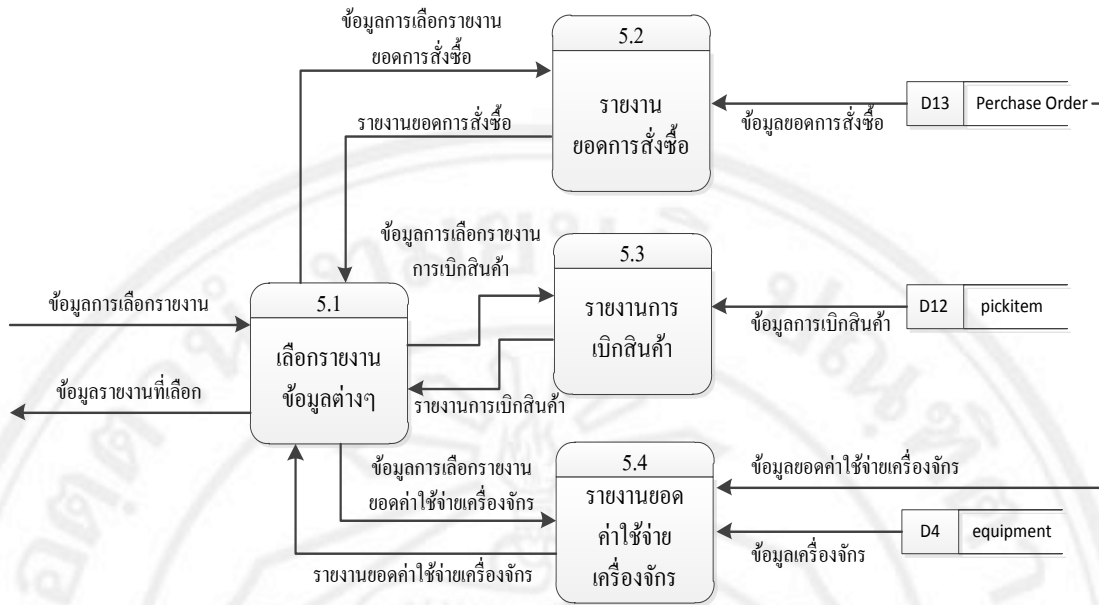 ข้อมูลการเลือกรายงาน
ยอดการสั่งซื้อ
5.2
รายงาน
ยอดการสั่งซื้อ
D13 Perchase Order
ข้อมูลยอดการสั่งซื้อ
รายงานยอดการสั่งซื้อ
ข้อมูลการเลือกรายงาน
การเบิกสินค้า
5.3
รายงานการ
เบิกสินค้า
D12 pickitem
ข้อมูลการเบิกสินค้า
ข้อมูลการเลือกรายงาน
5.1
เลือกรายงาน
ข้อมูลต่างๆ
ข้อมูลรายงานที่เลือก
รายงานการเบิกสินค้า
ข้อมูลการเลือกรายงาน
ยอดค่าใช้จ่ายเครื่องจักร
5.4
รายงานยอด
ค่าใช้จ่าย
เครื่องจักร
ข้อมูลยอดค่าใช้จ่ายเครื่องจักร
D4 equipment
ข้อมูลเครื่องจักร
รายงานยอดค่าใช้จ่ายเครื่องจักร